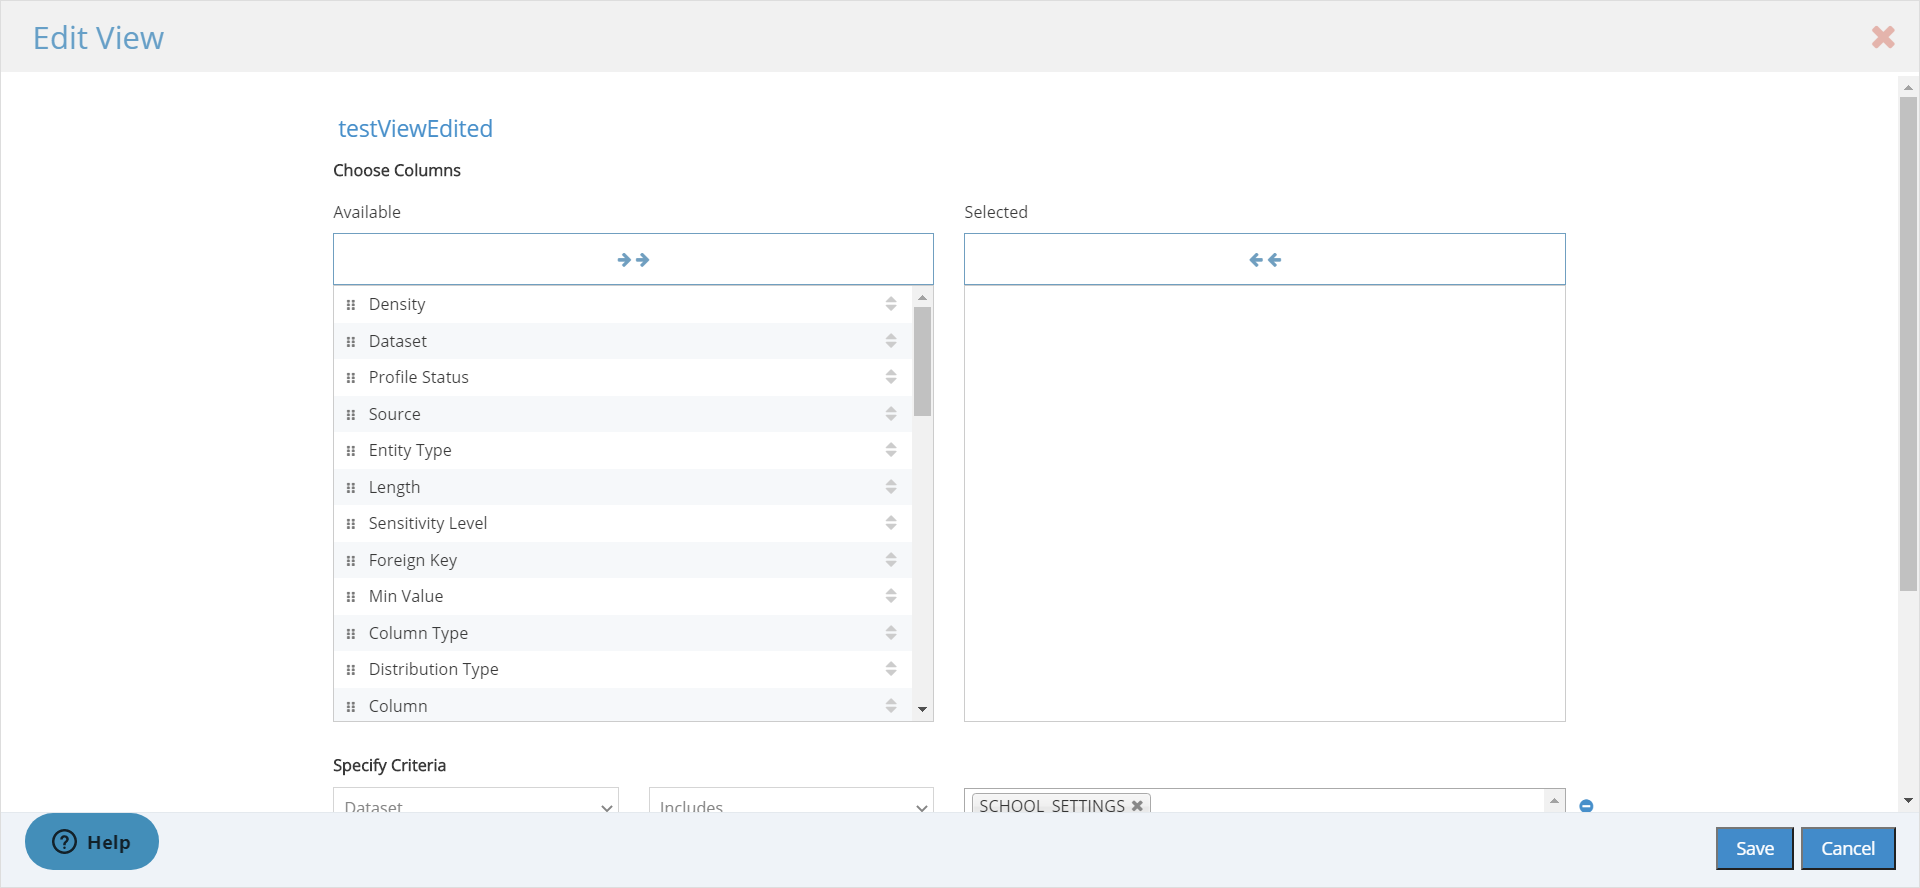 Edit View
testViewEdited
Choose Columns
Available
Selected
Density
Dataset
Profile Status
Source
Entity Type
Length
Sensitivity Level
Foreign Key
Min Value
Column Type
Distribution Type
Column
Specify Criteria
Dataset
Includes
SCHOOL_SETTINGS
Help
Save
Cancel